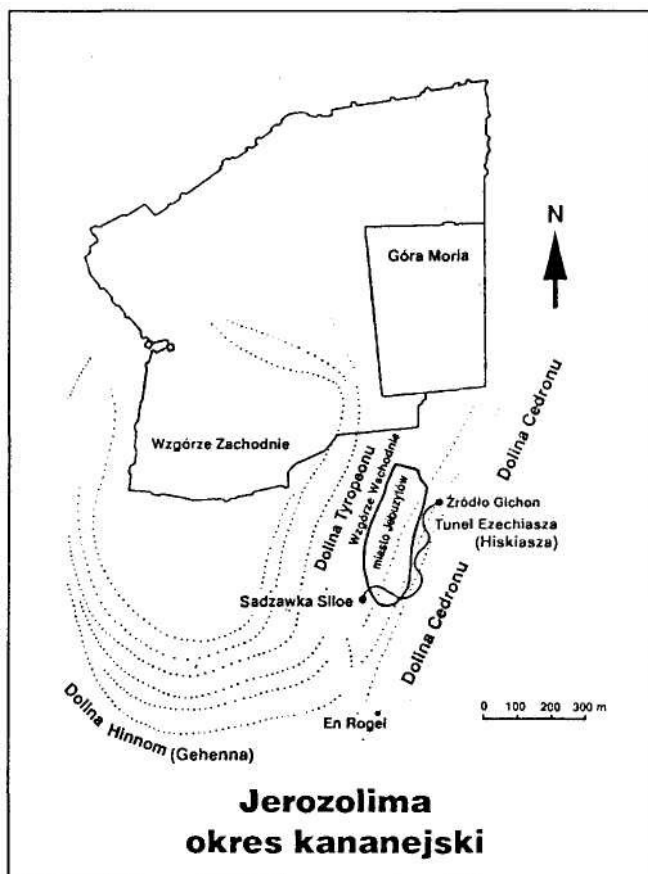 N
Góra Moria
Wzgórze Zachodnie
Dolina Cedronu
Dolina Tyropeonu
Wzgórze Wschodnie
miasto Jebuzytów
Źródło Gichon
Tunel Ezechiasza
(Hiskiasza)
Sadzawka Siloe
Dolina Cedronu
En Rogel
0 100 200 300 m
Dolina Hinnom (Gehenna)
Jerozolima
okres kananejski